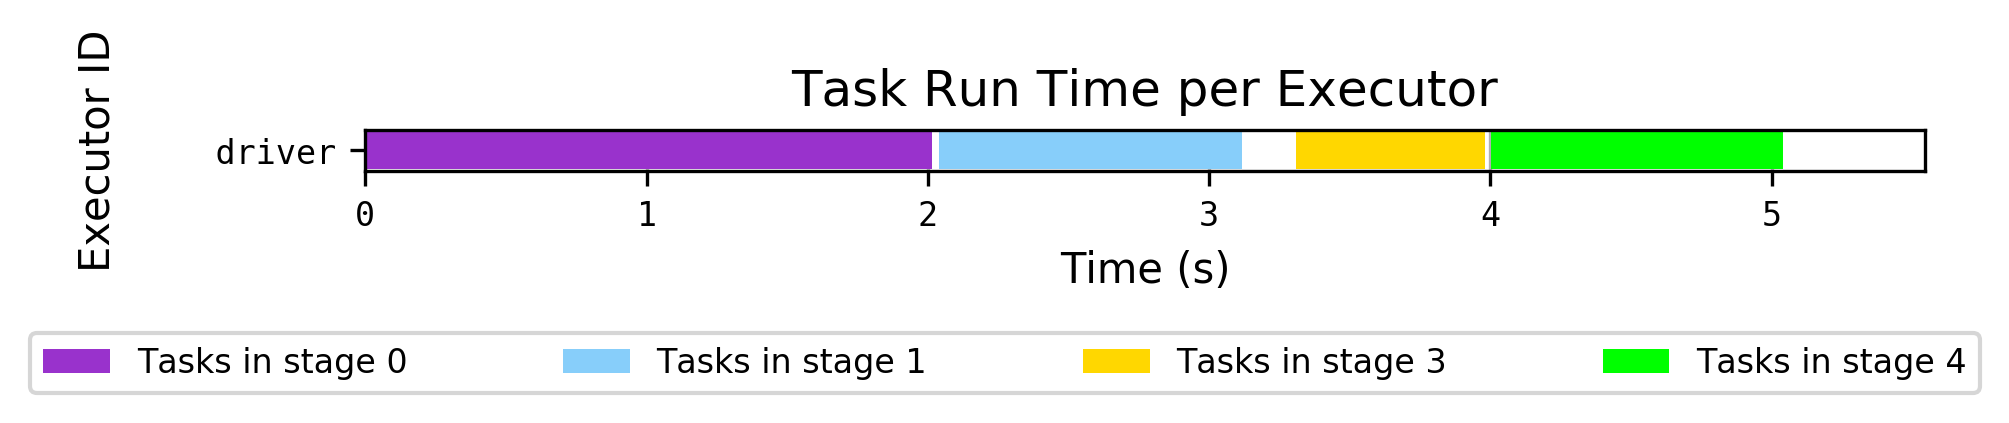 Task Run Time per Executor
Executor ID
driver
0 1 2 3 4 5
Time (s)
Tasks in stage 0 Tasks in stage 1 Tasks in stage 3 Tasks in stage 4